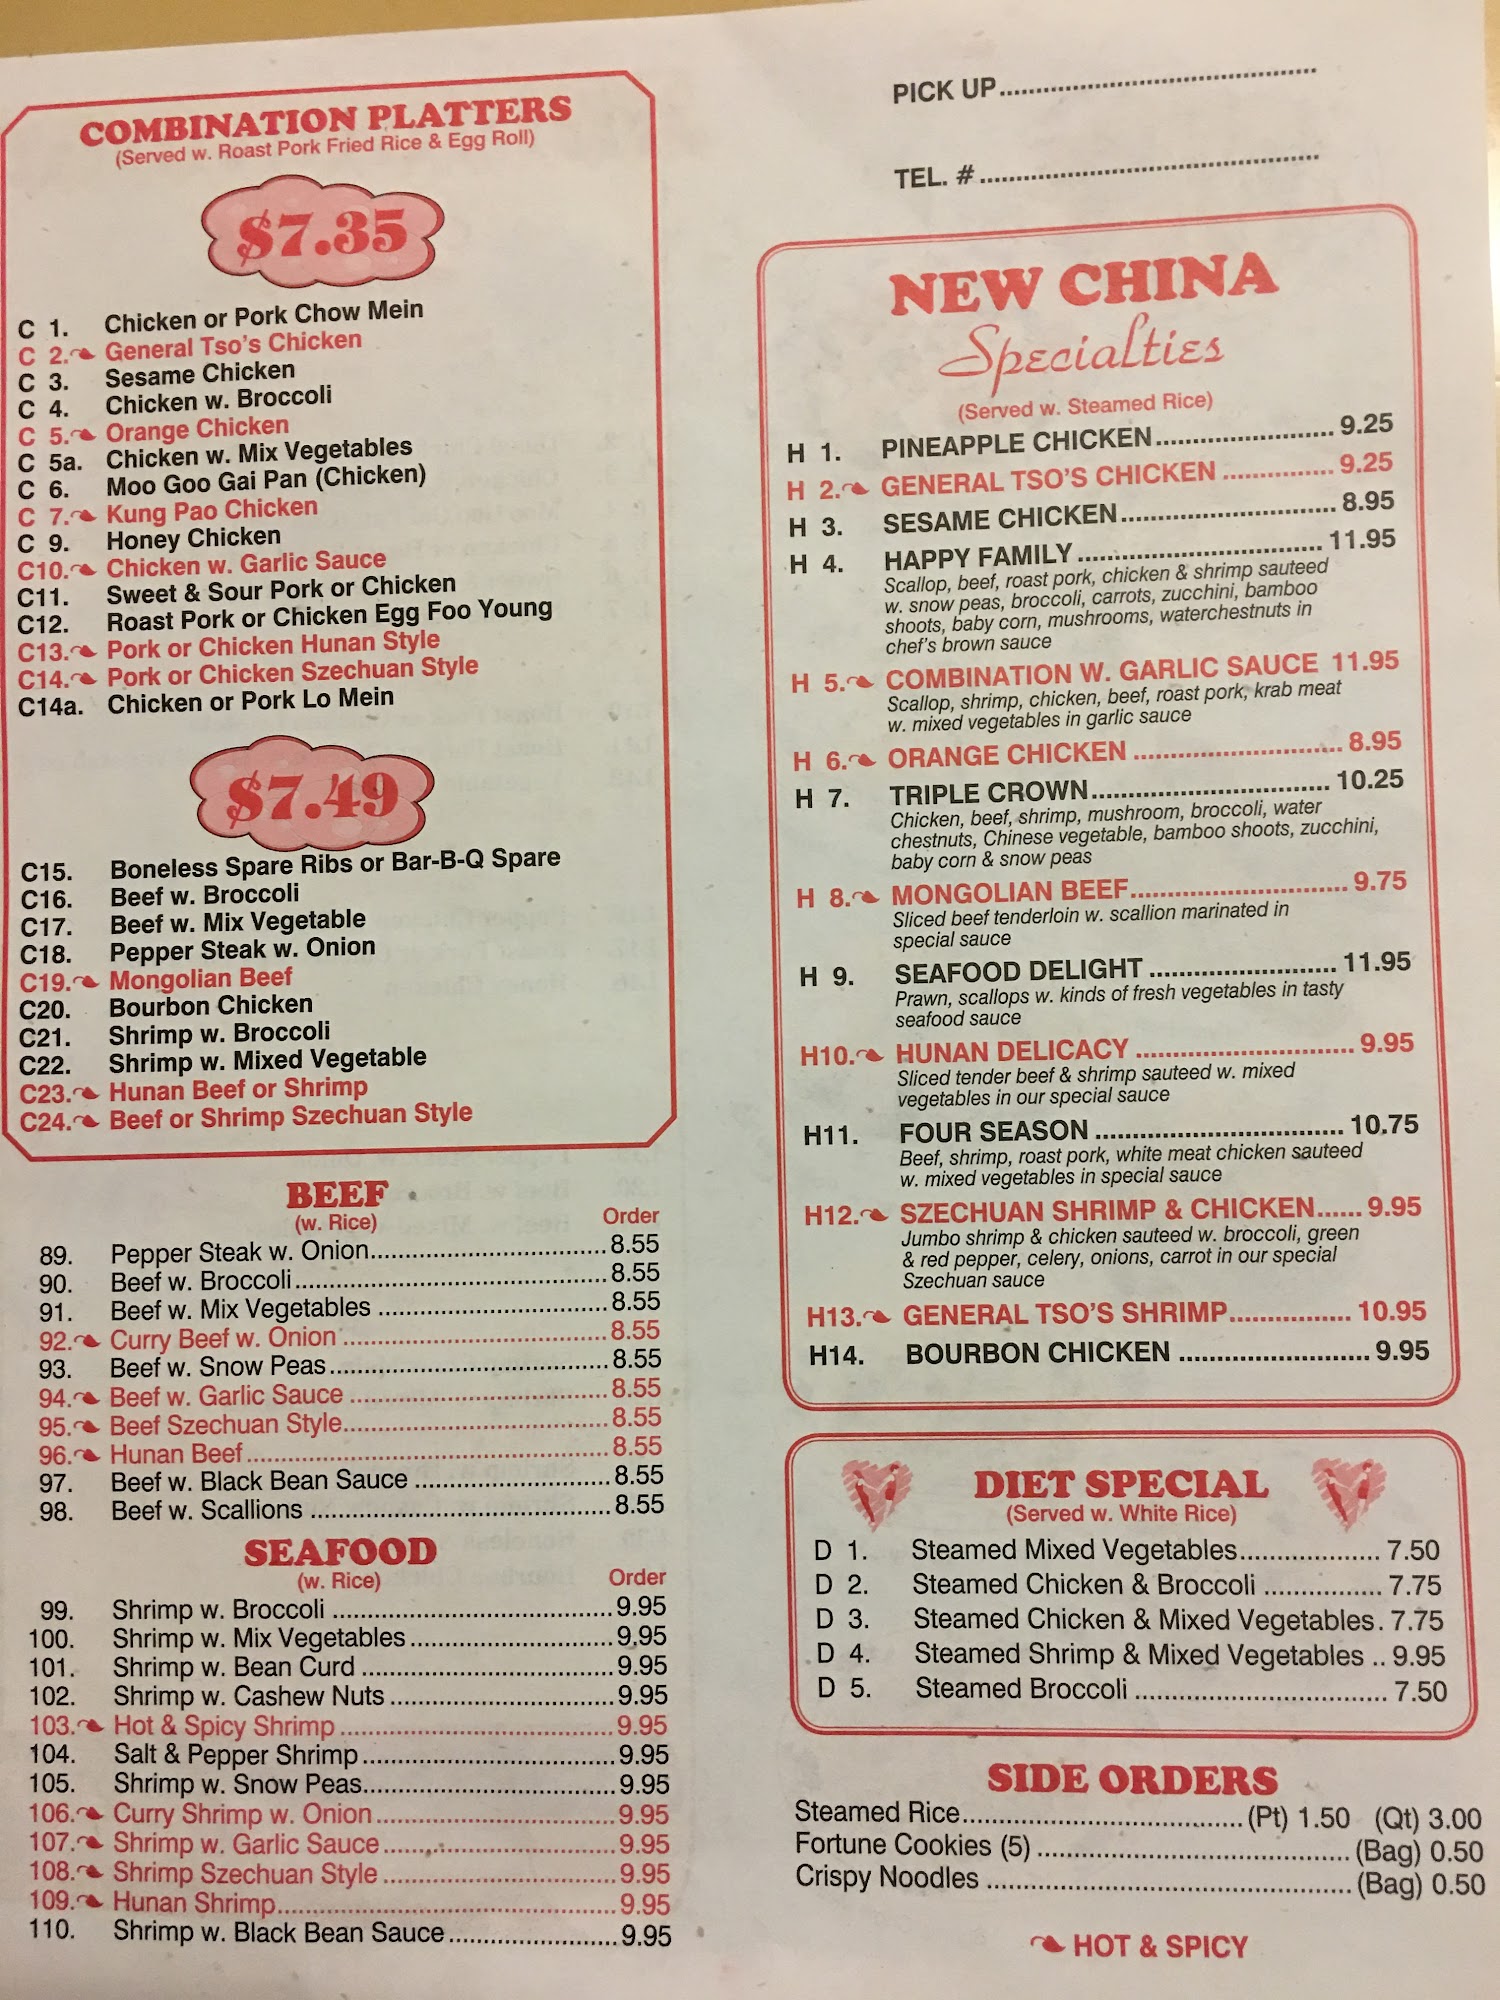 COMBINATION PLATTERS
(Served w. Roast Pork Fried Rice & Egg Roll)
$7.35
C 1. Chicken or Pork Chow Mein
C 2. General Tso's Chicken
C 3. Sesame Chicken
C 4. Chicken w. Broccoli
C 5. Orange Chicken
C 5a. Chicken w. Mix Vegetables
C 6. Moo Goo Gai Pan (Chicken)
C 7. Kung Pao Chicken
C 9. Honey Chicken
C10. Chicken w. Garlic Sauce
C11. Sweet & Sour Pork or Chicken
C12. Roast Pork or Chicken Egg Foo Young
C13. Pork or Chicken Hunan Style
C14. Pork or Chicken Szechuan Style
C14a. Chicken or Pork Lo Mein
$7.49
C15. Boneless Spare Ribs or Bar-B-Q Spare
C16. Beef w. Broccoli
C17. Beef w. Mix Vegetable
C18. Pepper Steak w. Onion
C19. Mongolian Beef
C20. Bourbon Chicken
C21. Shrimp w. Broccoli
C22. Shrimp w. Mixed Vegetable
C23. Hunan Beef or Shrimp
C24. Beef or Shrimp Szechuan Style
BEEF
(w. Rice) Order
89. Pepper Steak w. Onion 8.55
90. Beef w. Broccoli 8.55
91. Beef w. Mix Vegetables 8.55
92. Curry Beef w. Onion 8.55
93. Beef w. Snow Peas 8.55
94. Beef w. Garlic Sauce 8.55
95. Beef Szechuan Style 8.55
96. Hunan Beef 8.55
97. Beef w. Black Bean Sauce 8.55
98. Beef w. Scallions 8.55
SEAFOOD
(w. Rice) Order
99. Shrimp w. Broccoli 9.95
100. Shrimp w. Mix Vegetables 9.95
101. Shrimp w. Bean Curd 9.95
102. Shrimp w. Cashew Nuts 9.95
103. Hot & Spicy Shrimp 9.95
104. Salt & Pepper Shrimp 9.95
105. Shrimp w. Snow Peas 9.95
106. Curry Shrimp w. Onion 9.95
107. Shrimp w. Garlic Sauce 9.95
108. Shrimp Szechuan Style 9.95
109. Hunan Shrimp 9.95
110. Shrimp w. Black Bean Sauce 9.95
PICK UP
TEL. #
NEW CHINA
Specialties
(Served w. Steamed Rice)
H 1. PINEAPPLE CHICKEN 9.25
H 2. GENERAL TSO'S CHICKEN 9.25
H 3. SESAME CHICKEN 8.95
H 4. HAPPY FAMILY 11.95
Scallop, beef, roast pork, chicken & shrimp sauteed
w. snow peas, broccoli, carrots, zucchini, bamboo
shoots, baby corn, mushrooms, waterchestnuts in
chef's brown sauce
H 5. COMBINATION W. GARLIC SAUCE 11.95
Scallop, shrimp, chicken, beef, roast pork, krab meat
w. mixed vegetables in garlic sauce
H 6. ORANGE CHICKEN 8.95
H 7. TRIPLE CROWN 10.25
Chicken, beef, shrimp, mushroom, broccoli, water
chestnuts, Chinese vegetable, bamboo shoots, zucchini,
baby corn & snow peas
H 8. MONGOLIAN BEEF 9.75
Sliced beef tenderloin w. scallion marinated in
special sauce
H 9. SEAFOOD DELIGHT 11.95
Prawn, scallops w. kinds of fresh vegetables in tasty
seafood sauce
H10. HUNAN DELICACY 9.95
Sliced tender beef & shrimp sauteed w. mixed
vegetables in our special sauce
H11. FOUR SEASON 10.75
Beef, shrimp, roast pork, white meat chicken sauteed
w. mixed vegetables in special sauce
H12. SZECHUAN SHRIMP & CHICKEN 9.95
Jumbo shrimp & chicken sauteed w. broccoli, green
& red pepper, celery, onions, carrot in our special
Szechuan sauce
H13. GENERAL TSO'S SHRIMP 10.95
H14. BOURBON CHICKEN 9.95
DIET SPECIAL
(Served w. White Rice)
D 1. Steamed Mixed Vegetables 7.50
D 2. Steamed Chicken & Broccoli 7.75
D 3. Steamed Chicken & Mixed Vegetables 7.75
D 4. Steamed Shrimp & Mixed Vegetables 9.95
D 5. Steamed Broccoli 7.50
SIDE ORDERS
Steamed Rice (Pt) 1.50 (Qt) 3.00
Fortune Cookies (5) (Bag) 0.50
Crispy Noodles (Bag) 0.50
HOT & SPICY